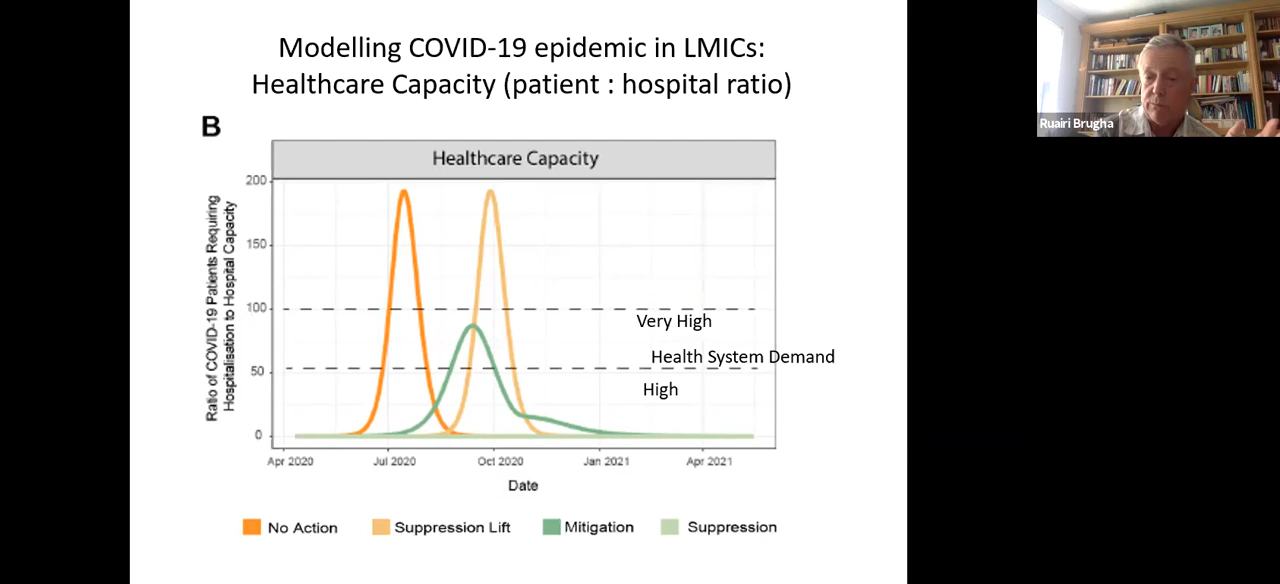 Modelling COVID-19 epidemic in LMICs:
Healthcare Capacity (patient : hospital ratio)
Ruairi Brugha
B
Healthcare Capacity
Ratio of COVID-19 Patients Requiring
Hospitalisation to Hospital Capacity
200
150
100
50
0
Very High
Health System Demand
High
Apr 2020 Jul 2020 Oct 2020 Jan 2021 Apr 2021
Date
No Action Suppression Lift Mitigation Suppression